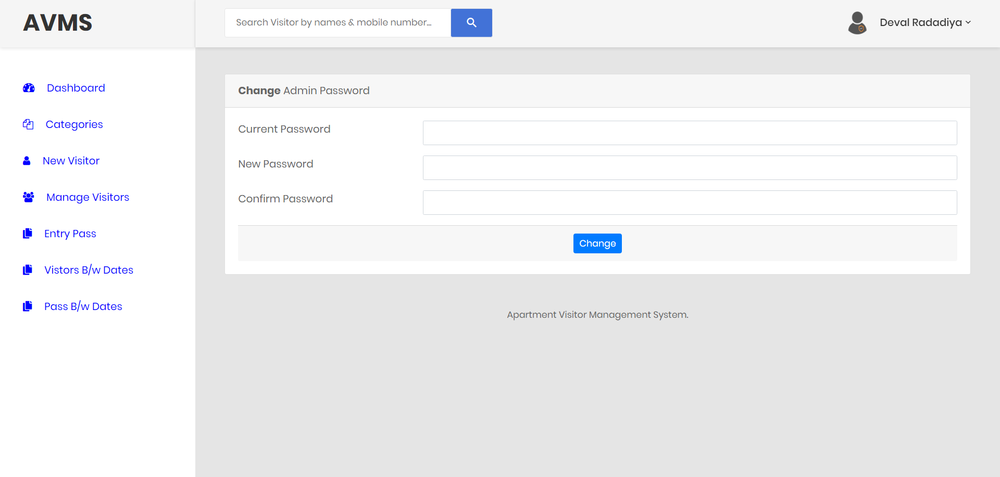 AVMS
Search Visitor by names & mobile number...
Deval Radadiya
Dashboard
Categories
New Visitor
Manage Visitors
Entry Pass
Vistors B/w Dates
Pass B/w Dates
Change Admin Password
Current Password
New Password
Confirm Password
Change
Apartment Visitor Management System.